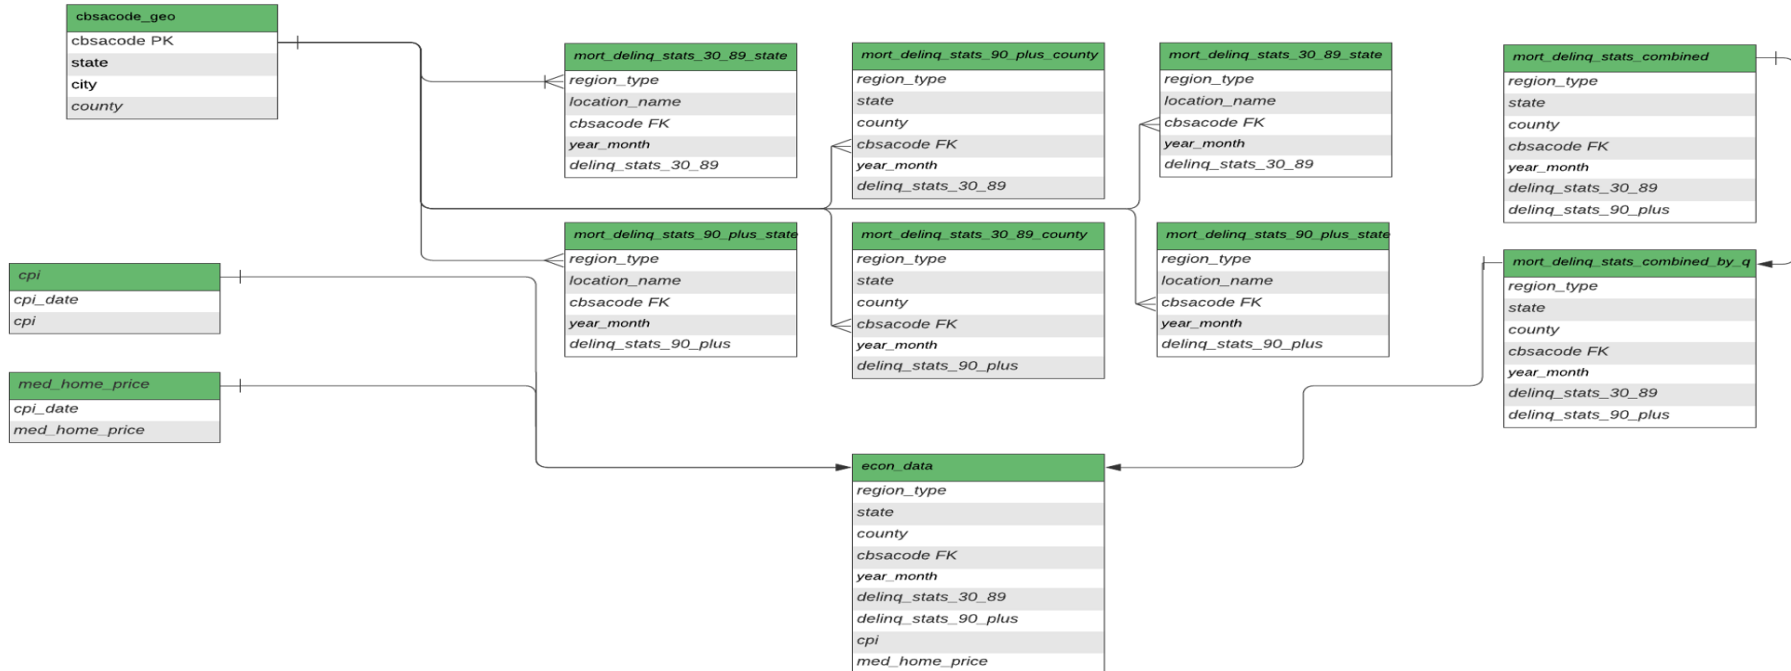 cbsacode_geo
cbsacode PK
state
city
county
mort_delinq_stats_30_89_state
region_type
location_name
cbsacode FK
year_month
delinq_stats_30_89
mort_delinq_stats_90_plus_county
region_type
state
county
cbsacode FK
year_month
delinq_stats_30_89
mort_delinq_stats_30_89_state
region_type
location_name
cbsacode FK
year_month
delinq_stats_30_89
mort_delinq_stats_combined
region_type
state
county
cbsacode FK
year_month
delinq_stats_30_89
delinq_stats_90_plus
mort_delinq_stats_90_plus_state
region_type
location_name
cbsacode FK
year_month
delinq_stats_90_plus
mort_delinq_stats_30_89_county
region_type
state
county
cbsacode FK
year_month
delinq_stats_90_plus
mort_delinq_stats_90_plus_state
region_type
location_name
cbsacode FK
year_month
delinq_stats_90_plus
mort_delinq_stats_combined_by_q
region_type
state
county
cbsacode FK
year_month
delinq_stats_30_89
delinq_stats_90_plus
cpi
cpi_date
cpi
med_home_price
cpi_date
med_home_price
econ_data
region_type
state
county
cbsacode FK
year_month
delinq_stats_30_89
delinq_stats_90_plus
cpi
med_home_price